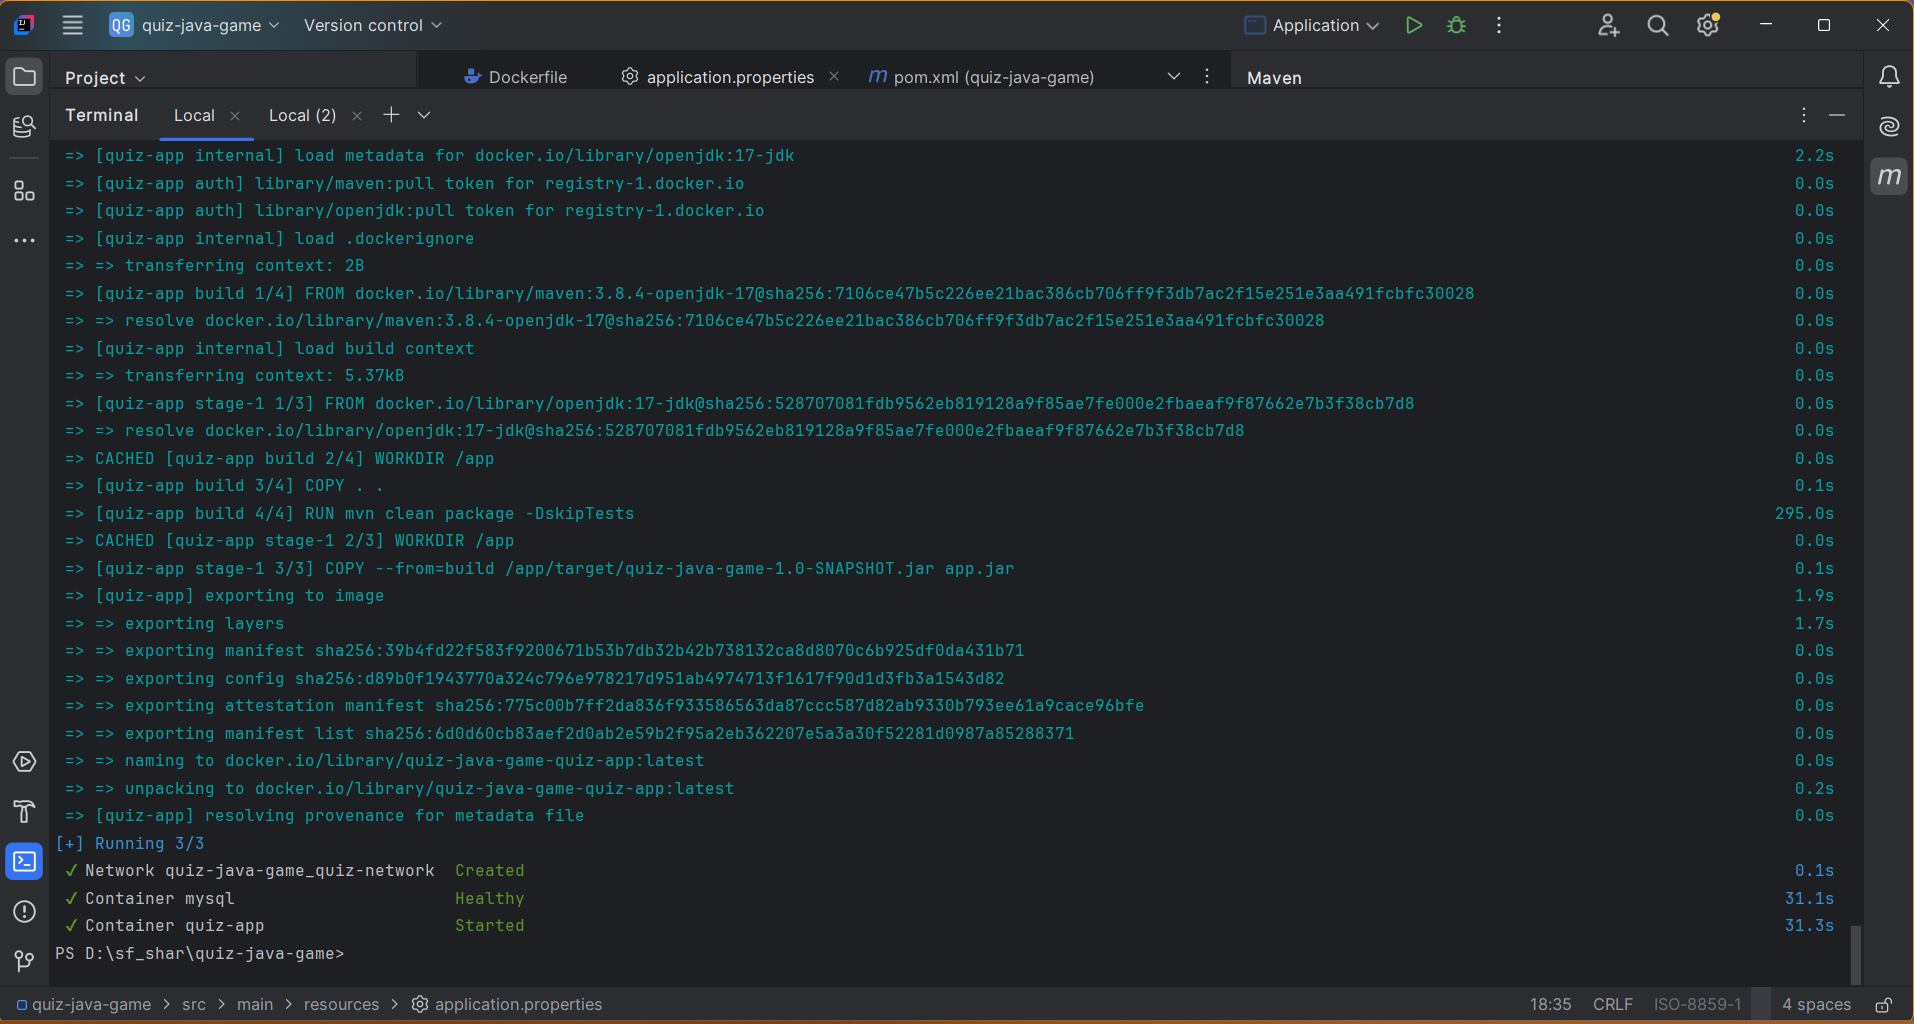 QG quiz-java-game Version control Application
Project Dockerfile application.properties m pom.xml (quiz-java-game) Maven
Terminal Local Local (2)
=> [quiz-app internal] load metadata for docker.io/library/openjdk:17-jdk 2.2s
=> [quiz-app auth] library/maven:pull token for registry-1.docker.io 0.0s
=> [quiz-app auth] library/openjdk:pull token for registry-1.docker.io 0.0s
=> [quiz-app internal] load .dockerignore 0.0s
=> => transferring context: 2B 0.0s
=> [quiz-app build 1/4] FROM docker.io/library/maven:3.8.4-openjdk-17@sha256:7106ce47b5c226ee21bac386cb706ff9f3db7ac2f15e251e3aa491fcbfc30028 0.0s
=> => resolve docker.io/library/maven:3.8.4-openjdk-17@sha256:7106ce47b5c226ee21bac386cb706ff9f3db7ac2f15e251e3aa491fcbfc30028 0.0s
=> [quiz-app internal] load build context 0.0s
=> => transferring context: 5.37kB 0.0s
=> [quiz-app stage-1 1/3] FROM docker.io/library/openjdk:17-jdk@sha256:528707081fdb9562eb819128a9f85ae7fe000e2fbaeaf9f87662e7b3f38cb7d8 0.0s
=> => resolve docker.io/library/openjdk:17-jdk@sha256:528707081fdb9562eb819128a9f85ae7fe000e2fbaeaf9f87662e7b3f38cb7d8 0.0s
=> CACHED [quiz-app build 2/4] WORKDIR /app 0.0s
=> [quiz-app build 3/4] COPY . . 0.1s
=> [quiz-app build 4/4] RUN mvn clean package -DskipTests 295.0s
=> CACHED [quiz-app stage-1 2/3] WORKDIR /app 0.0s
=> [quiz-app stage-1 3/3] COPY --from=build /app/target/quiz-java-game-1.0-SNAPSHOT.jar app.jar 0.1s
=> [quiz-app] exporting to image 1.9s
=> => exporting layers 1.7s
=> => exporting manifest sha256:39b4fd22f583f9200671b53b7db32b42b738132ca8d8070c6b925df0da431b71 0.0s
=> => exporting config sha256:d89b0f1943770a324c796e978217d951ab4974713f1617f90d1d3fb3a1543d82 0.0s
=> => exporting attestation manifest sha256:775c00b7ff2da836f933586563da87ccc587d82ab9330b793ee61a9cace96bfe 0.0s
=> => exporting manifest list sha256:6d0d60cb83aef2d0ab2e59b2f95a2eb362207e5a3a30f52281d0987a85288371 0.0s
=> => naming to docker.io/library/quiz-java-game-quiz-app:latest 0.0s
=> => unpacking to docker.io/library/quiz-java-game-quiz-app:latest 0.2s
=> [quiz-app] resolving provenance for metadata file 0.0s
[+] Running 3/3
✓ Network quiz-java-game_quiz-network Created 0.1s
✓ Container mysql Healthy 31.1s
✓ Container quiz-app Started 31.3s
PS D:\sf_shar\quiz-java-game>
quiz-java-game > src > main > resources > application.properties 18:35 CRLF ISO-8859-1 4 spaces